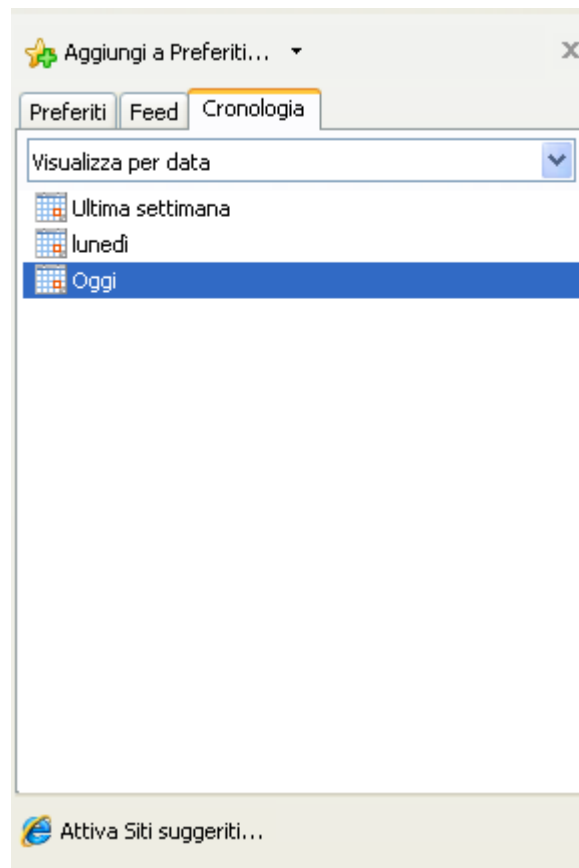 Aggiungi a Preferiti...
Preferiti Feed Cronologia
Visualizza per data
Ultima settimana
lunedì
Oggi
Attiva Siti suggeriti...